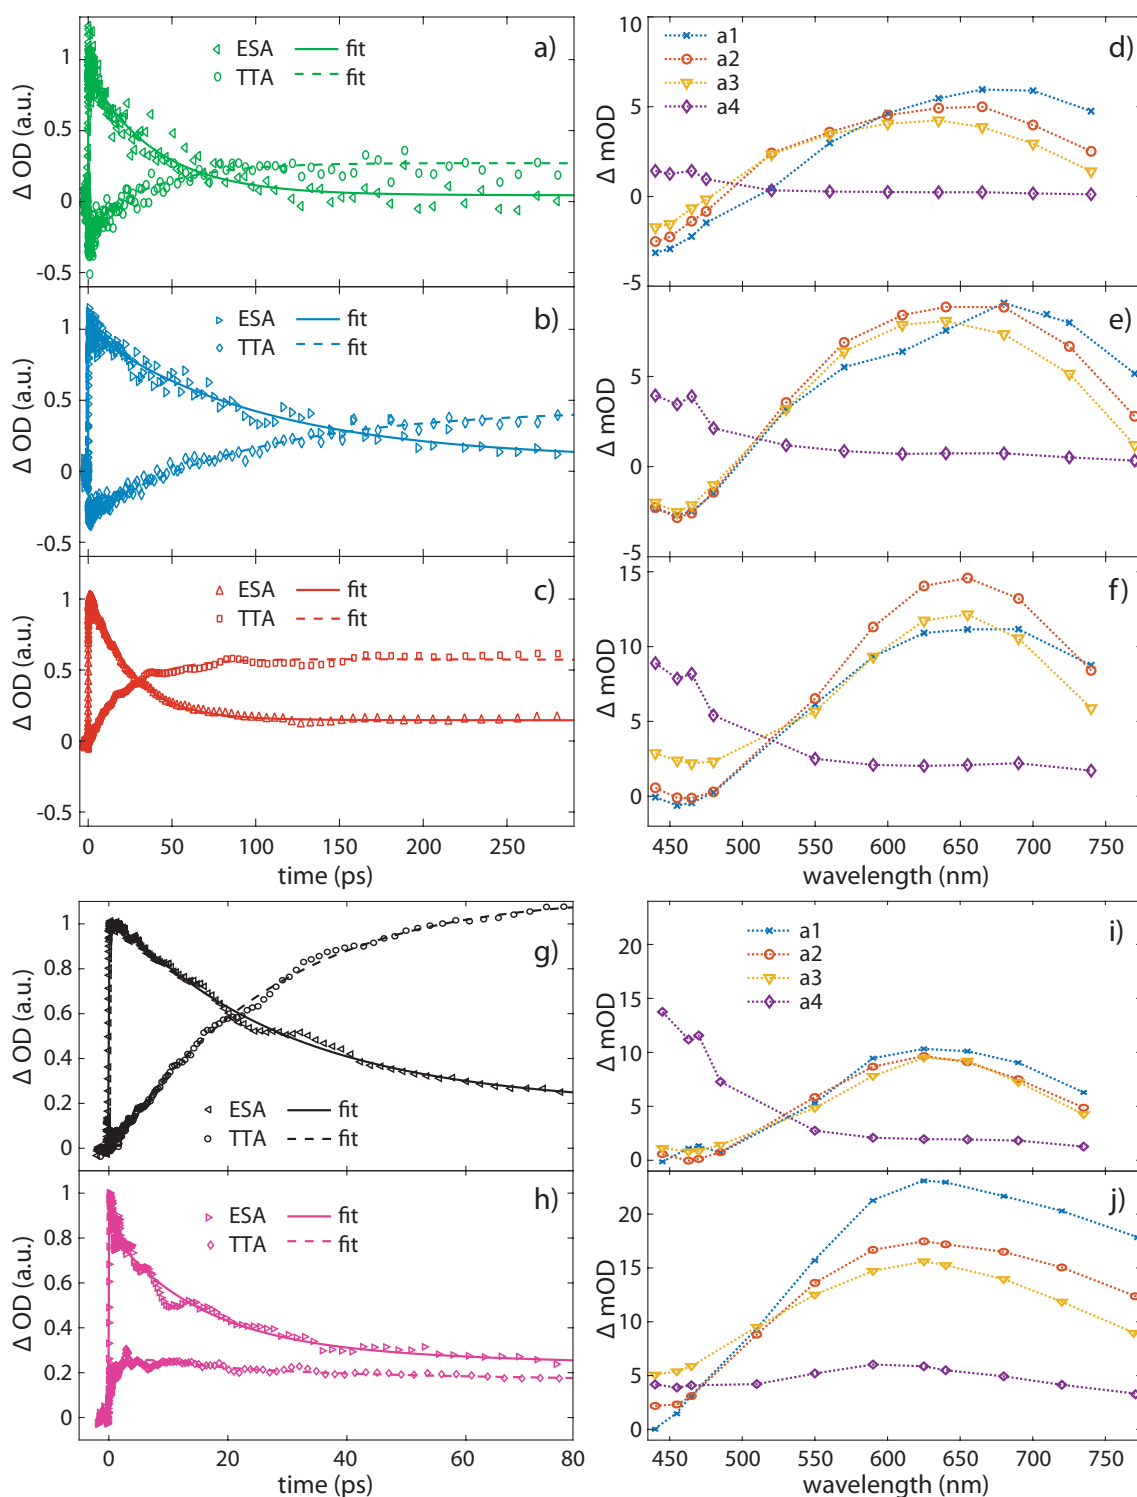 a)
ESA fit
TTA fit
Δ OD (a.u.)
1
0.5
0
-0.5
b)
ESA fit
TTA fit
Δ OD (a.u.)
1
0.5
0
-0.5
c)
ESA fit
TTA fit
Δ OD (a.u.)
1
0.5
0
-0.5
0 50 100 150 200 250
time (ps)
d)
a1
a2
a3
a4
Δ mOD
10
5
0
-5
e)
Δ mOD
5
0
-5
f)
Δ mOD
15
10
5
0
450 500 550 600 650 700 750
wavelength (nm)
g)
ESA fit
TTA fit
Δ OD (a.u.)
1
0.8
0.6
0.4
0.2
0
h)
ESA fit
TTA fit
Δ OD (a.u.)
1
0.8
0.6
0.4
0.2
0
0 20 40 60 80
time (ps)
i)
a1
a2
a3
a4
Δ mOD
20
15
10
5
0
j)
Δ mOD
20
15
10
5
0
450 500 550 600 650 700 750
wavelength (nm)